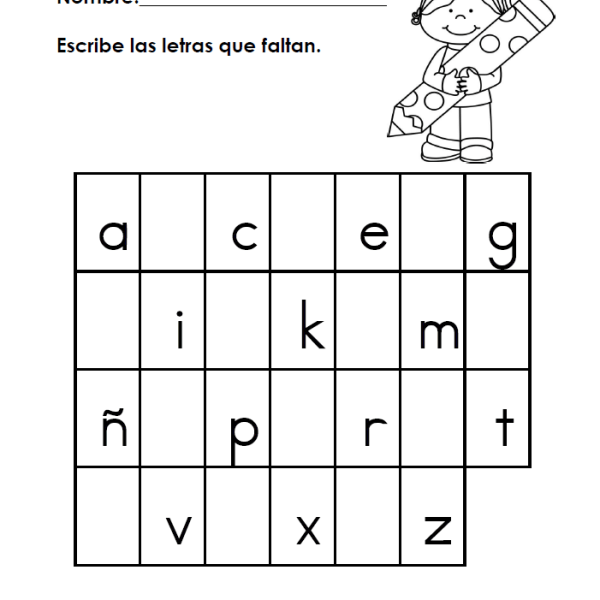 Nombre:
Escribe las letras que faltan.
a c e g
i k m
ñ p r t
v x z